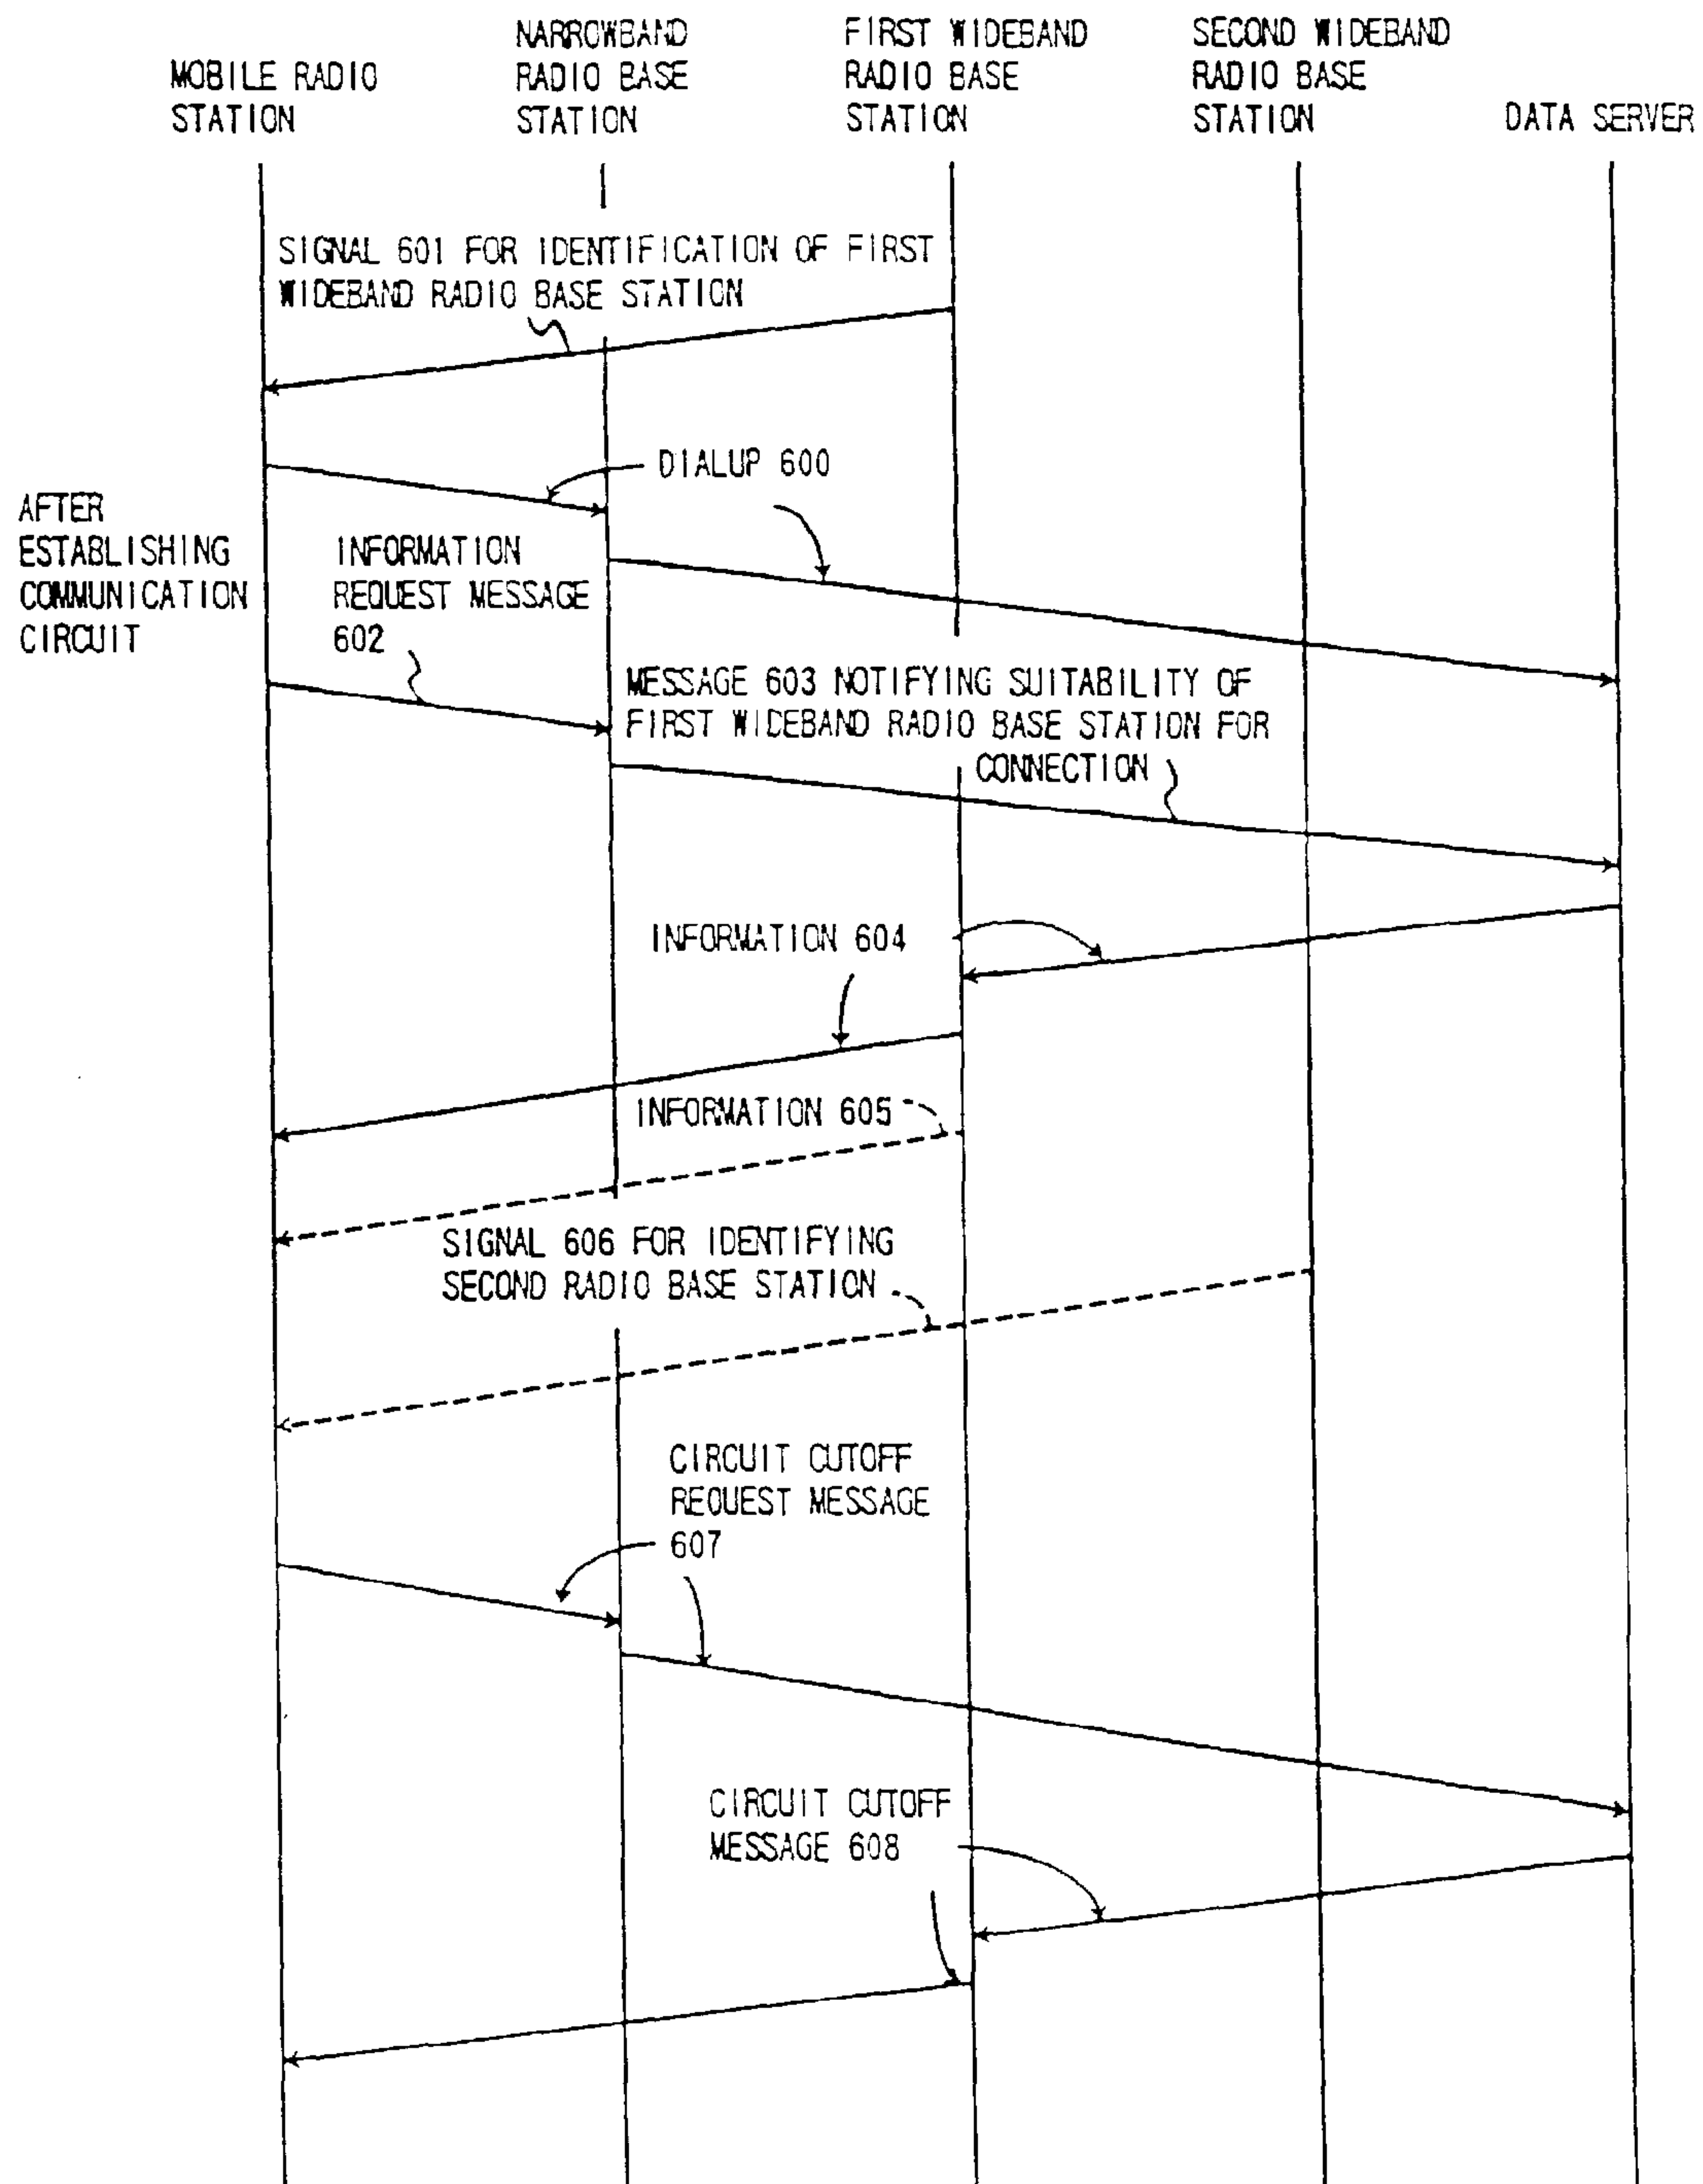 MOBILE RADIO
STATION
NARROWBAND
RADIO BASE
STATION
FIRST WIDEBAND
RADIO BASE
STATION
SECOND WIDEBAND
RADIO BASE
STATION
DATA SERVER
SIGNAL 601 FOR IDENTIFICATION OF FIRST
WIDEBAND RADIO BASE STATION
DIALUP 600
AFTER
ESTABLISHING
COMMUNICATION
CIRCUIT
INFORMATION
REQUEST MESSAGE
602
MESSAGE 603 NOTIFYING SUITABILITY OF
FIRST WIDEBAND RADIO BASE STATION FOR
CONNECTION
INFORMATION 604
INFORMATION 605
SIGNAL 606 FOR IDENTIFYING
SECOND RADIO BASE STATION
CIRCUIT CUTOFF
REQUEST MESSAGE
607
CIRCUIT CUTOFF
MESSAGE 608